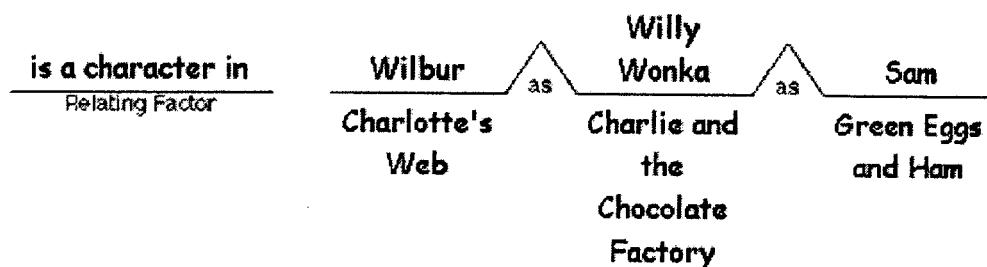 is a character in
Relating Factor
Wilbur
Charlotte's
Web
as
Willy
Wonka
Charlie and
the
Chocolate
Factory
as
Sam
Green Eggs
and Ham